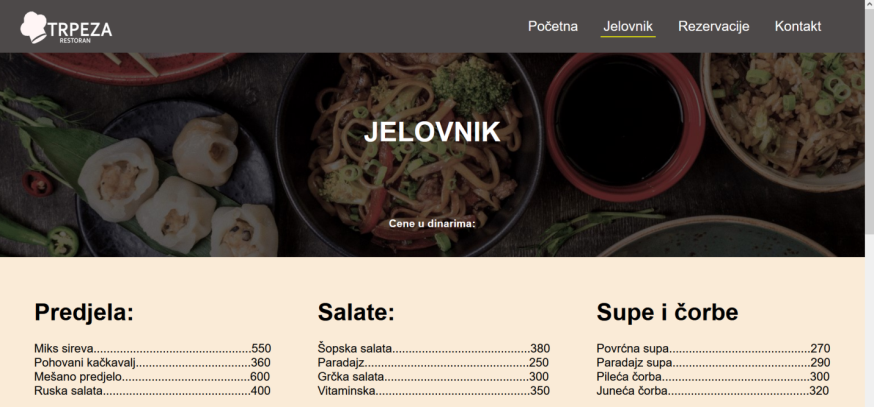 TRPEZA
RESTORAN
Početna Jelovnik Rezervacije Kontakt
JELOVNIK
Cene u dinarima:
Predjela:
Miks sireva....................................................550
Pohovani kačkavalj.......................................360
Mešano predjelo...........................................600
Ruska salata.................................................400
Salate:
Šopska salata..............................................380
Paradajz.......................................................250
Grčka salata.................................................300
Vitaminska....................................................350
Supe i čorbe
Povrćna supa...............................................270
Paradajz supa..............................................290
Pileća čorba.................................................300
Juneća čorba...............................................320